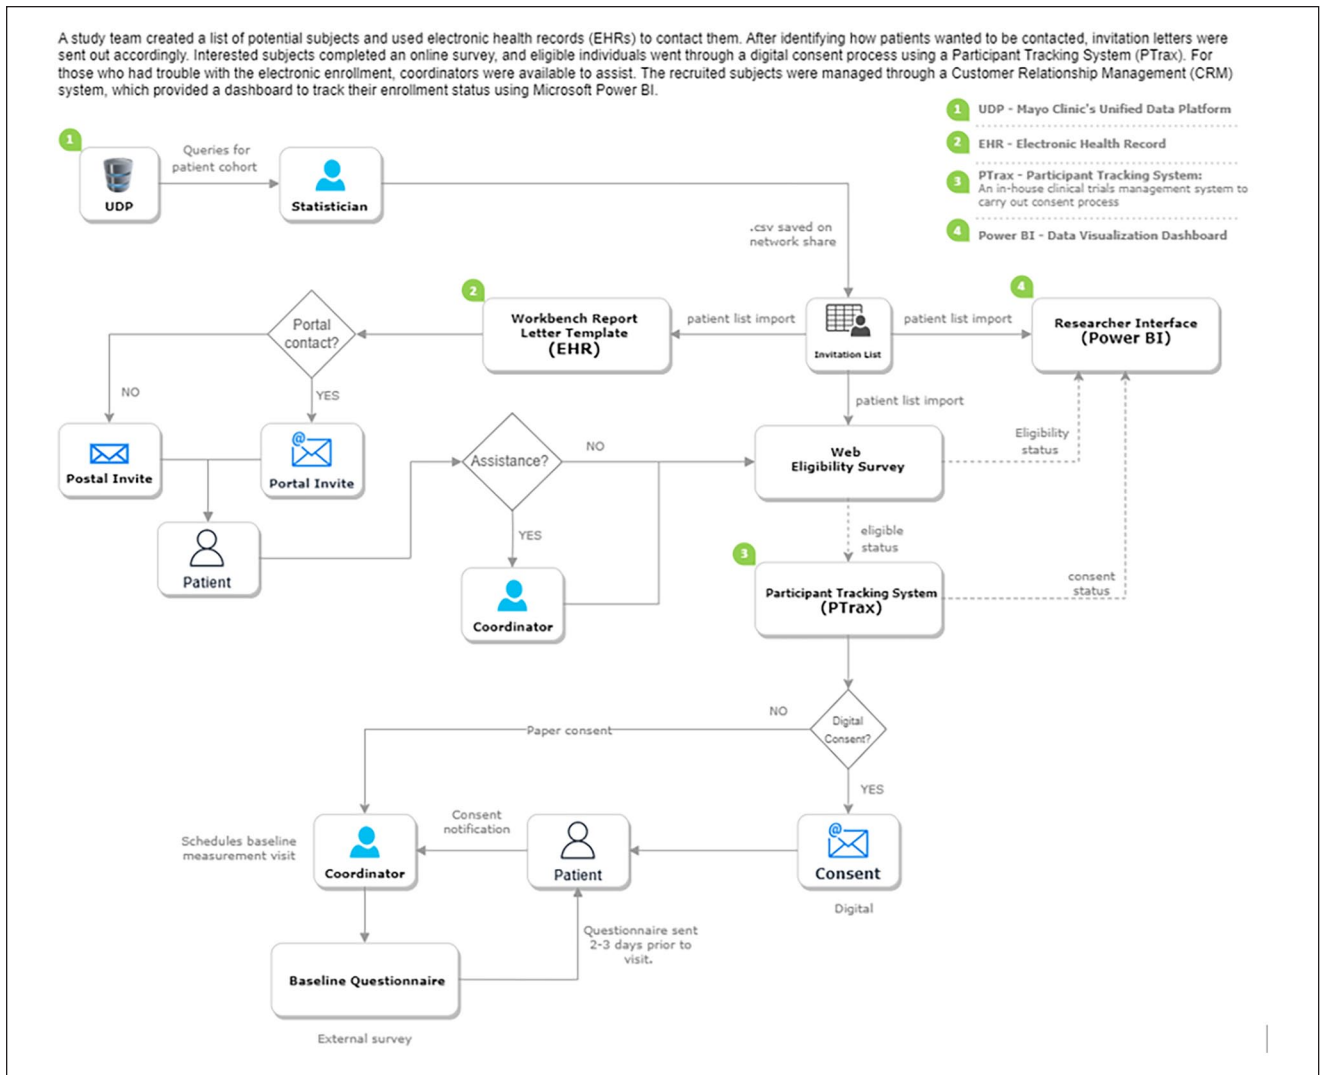 A study team created a list of potential subjects and used electronic health records (EHRs) to contact them. After identifying how patients wanted to be contacted, invitation letters were
sent out accordingly. Interested subjects completed an online survey, and eligible individuals went through a digital consent process using a Participant Tracking System (PTrax). For
those who had trouble with the electronic enrollment, coordinators were available to assist. The recruited subjects were managed through a Customer Relationship Management (CRM)
system, which provided a dashboard to track their enrollment status using Microsoft Power BI.
1 UDP - Mayo Clinic's Unified Data Platform
2 EHR - Electronic Health Record
3 PTrax - Participant Tracking System:
An in-house clinical trials management system to
carry out consent process
4 Power BI - Data Visualization Dashboard
1
UDP
Queries for
patient cohort
Statistician
.csv saved on
network share
Portal
contact?
2
Workbench Report
Letter Template
(EHR)
patient list import
Invitation List
patient list import
4
Researcher Interface
(Power BI)
NO
YES
patient list import
Postal Invite
@
Portal Invite
Assistance?
NO
Web
Eligibility Survey
Eligibility
status
Patient
YES
eligible
status
Coordinator
3
Participant Tracking System
(PTrax)
consent
status
NO
Digital
Consent?
Paper consent
YES
Schedules baseline
measurement visit
Coordinator
Consent
notification
Patient
@
Consent
Digital
Questionnaire sent
2-3 days prior to
visit.
Baseline Questionnaire
External survey